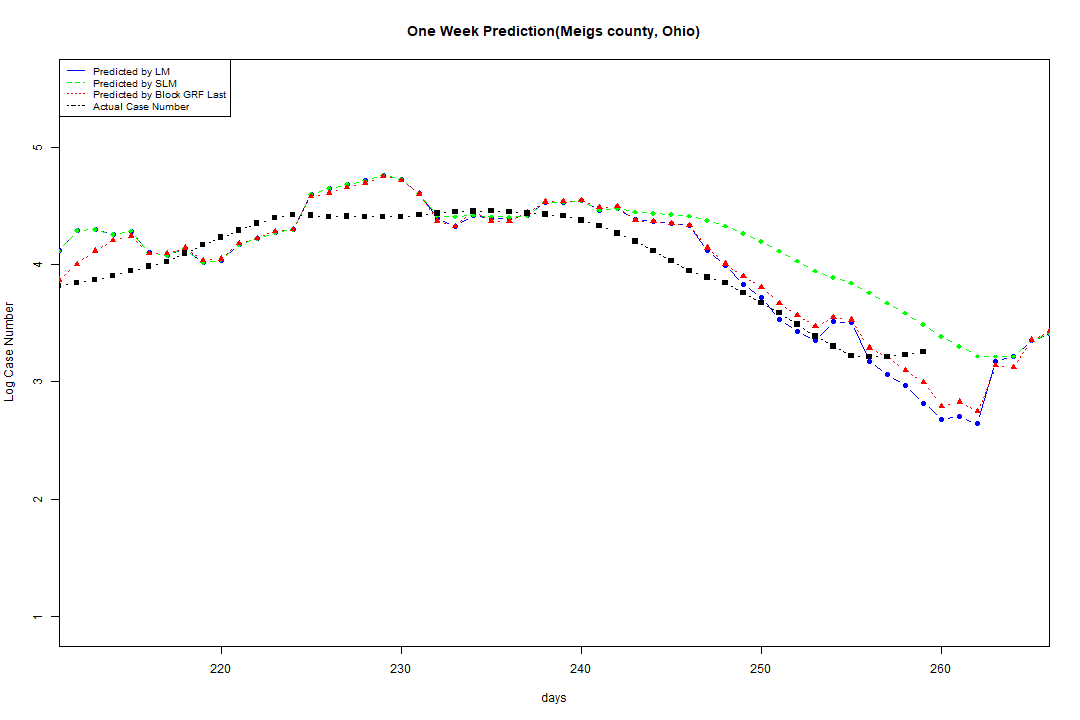 One Week Prediction(Meigs county, Ohio)
Predicted by LM
Predicted by SLM
Predicted by Block GRF Last
Actual Case Number
5
4
3
2
1
Log Case Number
220
230
240
250
260
days